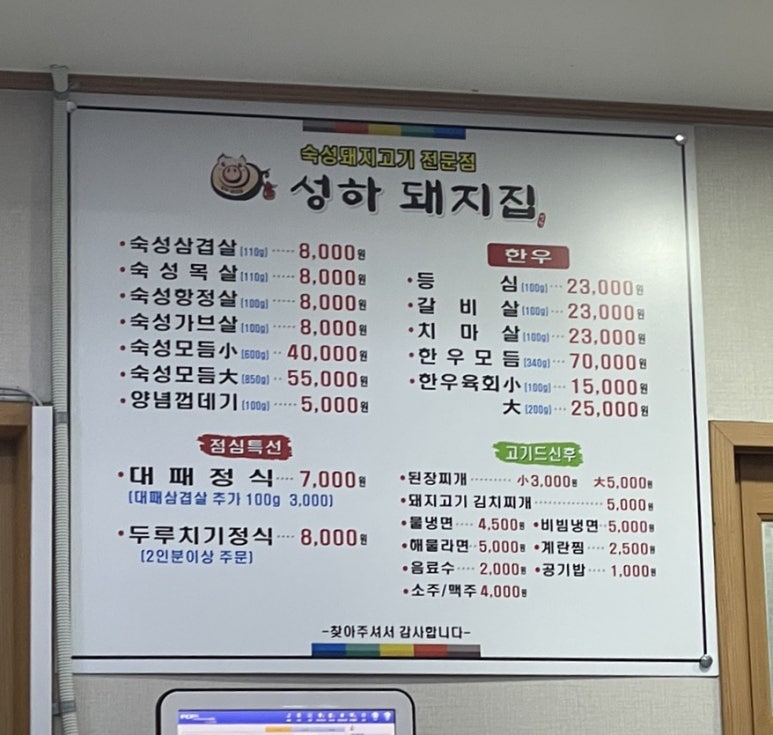 숙성돼지고기 전문점
성하 돼지집
•숙성삼겹살(110g) ····· 8,000원
•숙성목살(110g) ····· 8,000원
•숙성항정살(100g) ····· 8,000원
•숙성가브살(100g) ····· 8,000원
•숙성모듬小(600g) ·· 40,000원
•숙성모듬大(850g) ·· 55,000원
•양념껍데기(100g) ····· 5,000원
한우
•등심(100g) ··· 23,000원
•갈비살(100g) ··· 23,000원
•치마살(100g) ··· 23,000원
•한우모듬(340g) ··· 70,000원
•한우육회小(100g) ··· 15,000원
大(200g) ··· 25,000원
점심특선
•대패정식 ··· 7,000원
(대패삼겹살 추가 100g 3,000)
•두루치기정식 ··· 8,000원
(2인분이상 주문)
고기드신후
•된장찌개 ········· 小3,000원 大5,000원
•돼지고기 김치찌개 ··············· 5,000원
•물냉면 ···· 4,500원 •비빔냉면 ·· 5,000원
•해물라면 ·· 5,000원 •계란찜 ···· 2,500원
•음료수 ···· 2,000원 •공기밥 ···· 1,000원
•소주/맥주 4,000원
-찾아주셔서 감사합니다-